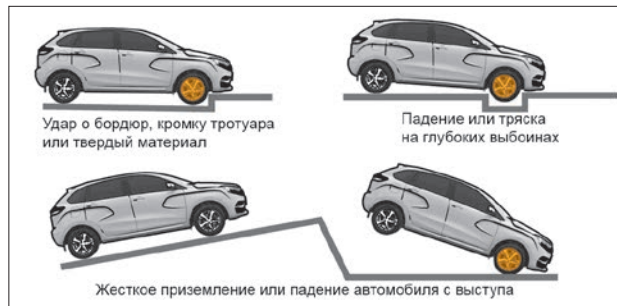 Удар о бордюр, кромку тротуара
или твердый материал
Падение или тряска
на глубоких выбоинах
Жесткое приземление или падение автомобиля с выступа